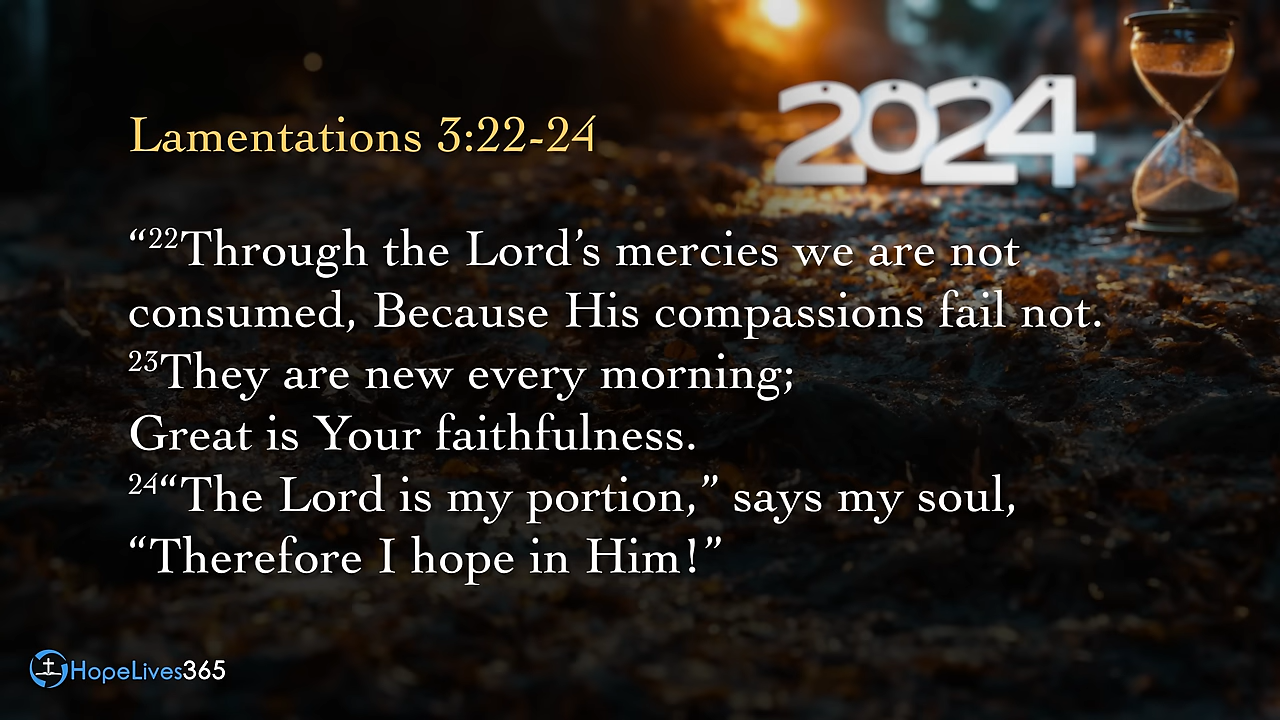 2024
Lamentations 3:22-24
“²²Through the Lord’s mercies we are not
consumed, Because His compassions fail not.
²³They are new every morning;
Great is Your faithfulness.
²⁴“The Lord is my portion,” says my soul,
“Therefore I hope in Him!”
HopeLives365